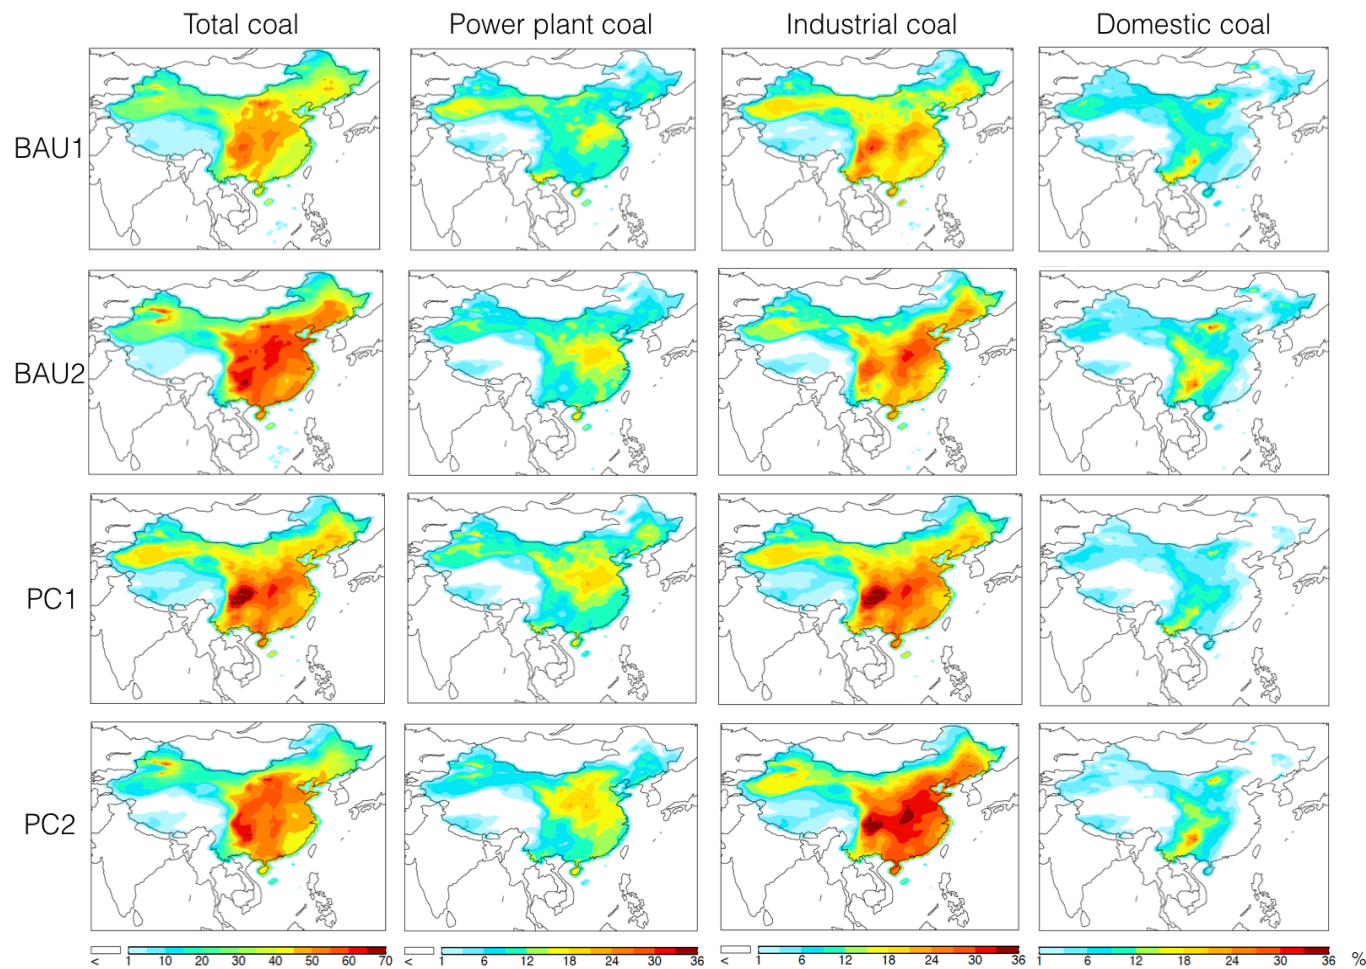 Total coal Power plant coal Industrial coal Domestic coal
BAU1
BAU2
PC1
PC2
< 1 10 20 30 40 50 60 70 < 1 6 12 18 24 30 36 < 1 6 12 18 24 30 36 1 6 12 18 24 30 36 %